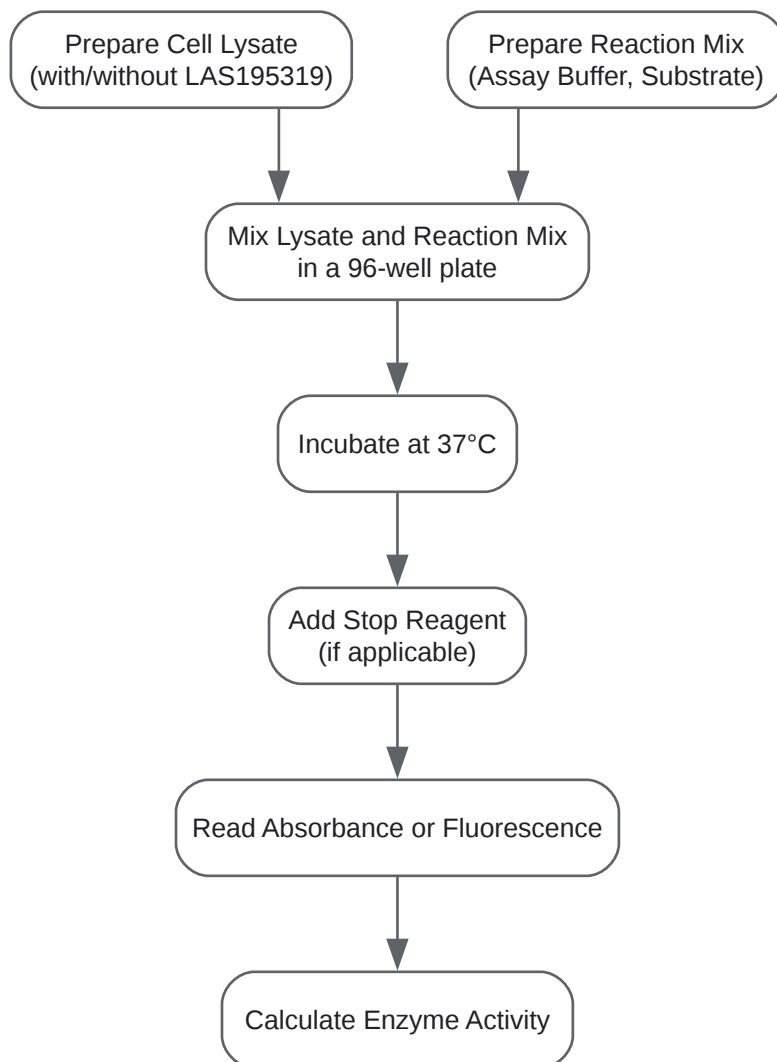 Prepare Cell Lysate
(with/without LAS195319)
Prepare Reaction Mix
(Assay Buffer, Substrate)
Mix Lysate and Reaction Mix
in a 96-well plate
Incubate at 37°C
Add Stop Reagent
(if applicable)
Read Absorbance or Fluorescence
Calculate Enzyme Activity